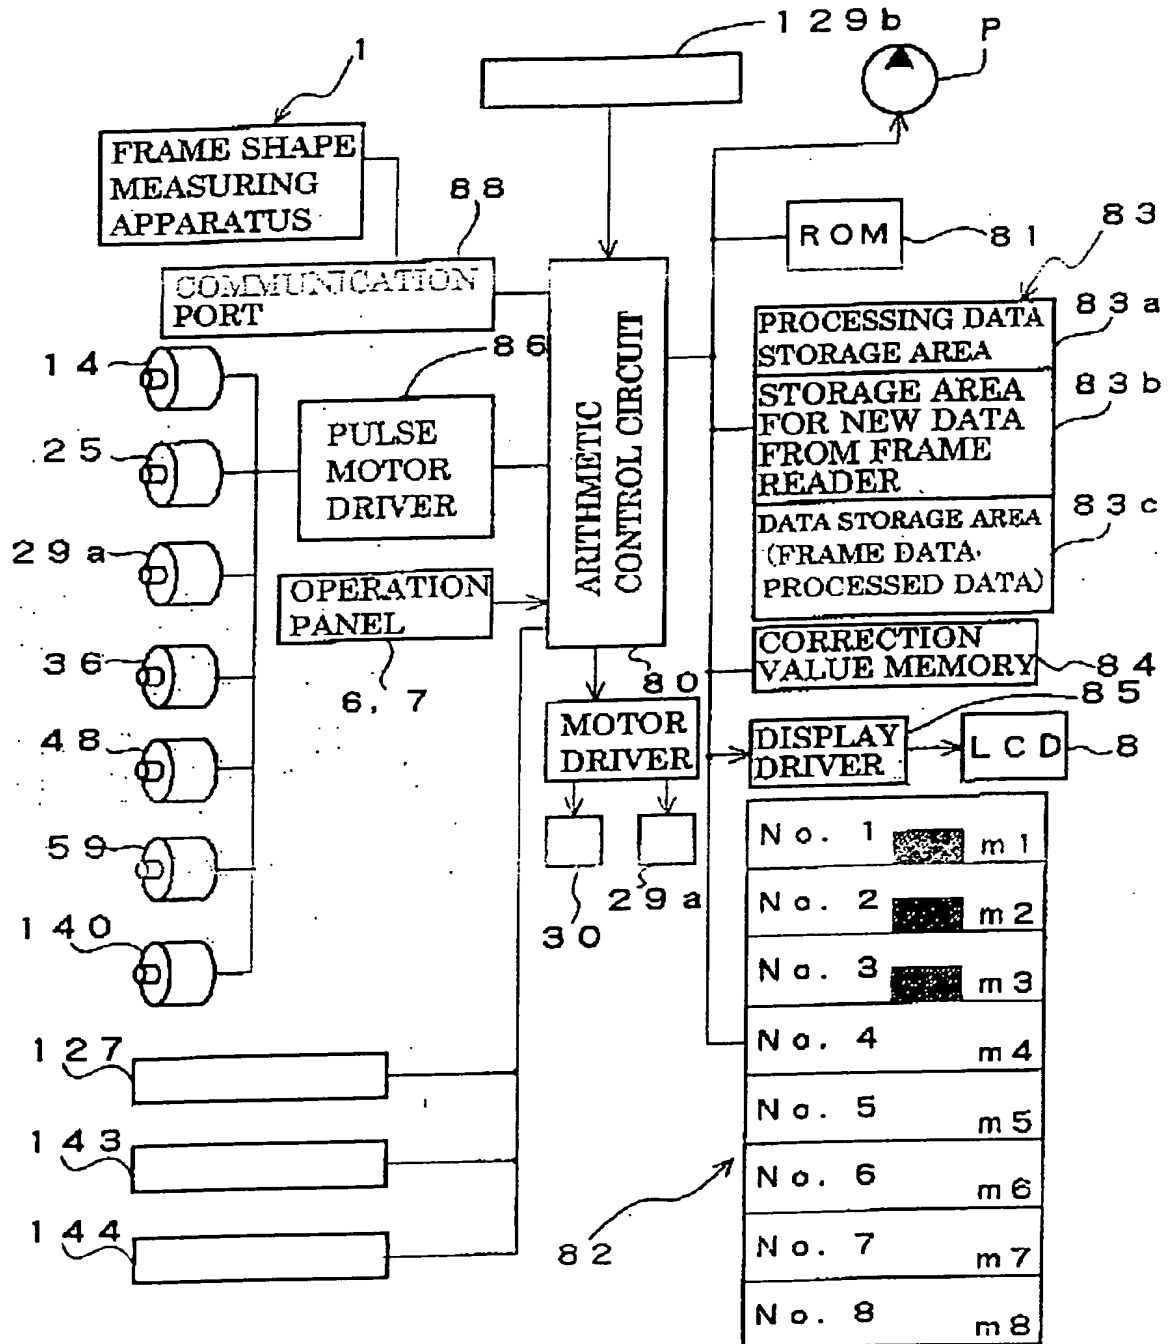 129b
P
1
FRAME SHAPE
MEASURING
APPARATUS
88
ROM
81
83
COMMUNICATION
PORT
83a
PROCESSING DATA
STORAGE AREA
14
86
83b
STORAGE AREA
FOR NEW DATA
FROM FRAME
READER
25
PULSE
MOTOR
DRIVER
ARITHMETIC
CONTROL CIRCUIT
83c
DATA STORAGE AREA
(FRAME DATA,
PROCESSED DATA)
29a
OPERATION
PANEL
6, 7
36
80
CORRECTION
VALUE MEMORY
84
48
MOTOR
DRIVER
85
DISPLAY
DRIVER
LCD
8
59
30
29a
140
No. 1 m1
No. 2 m2
No. 3 m3
No. 4 m4
No. 5 m5
No. 6 m6
No. 7 m7
No. 8 m8
82
127
143
144